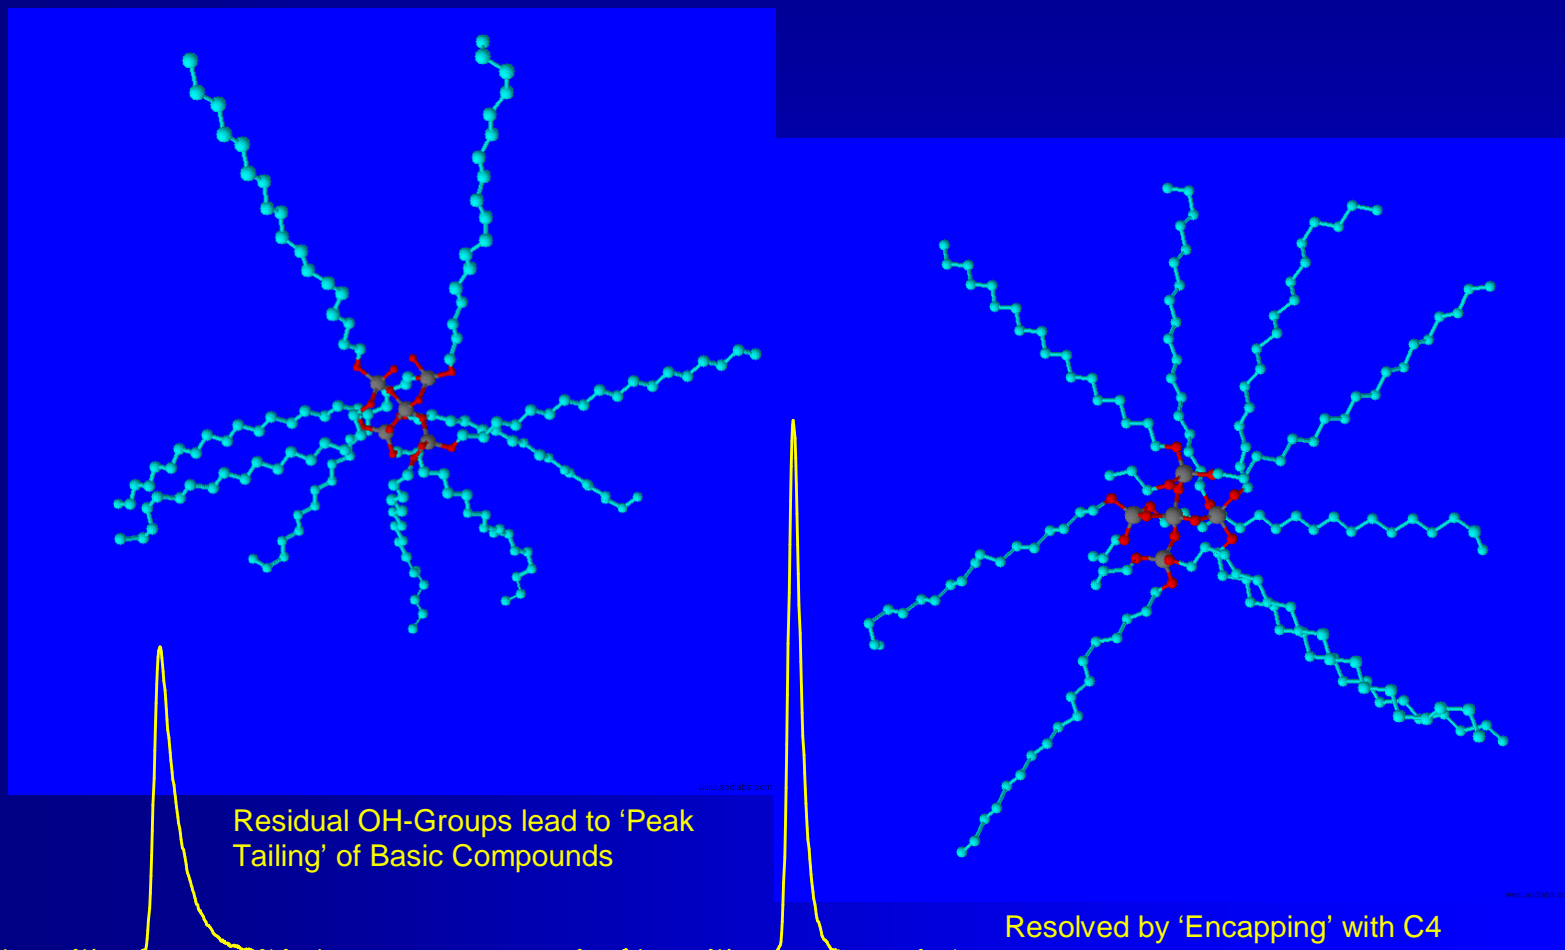 Residual OH-Groups lead to ‘Peak
Tailing’ of Basic Compounds
Resolved by ‘Encapping’ with C4